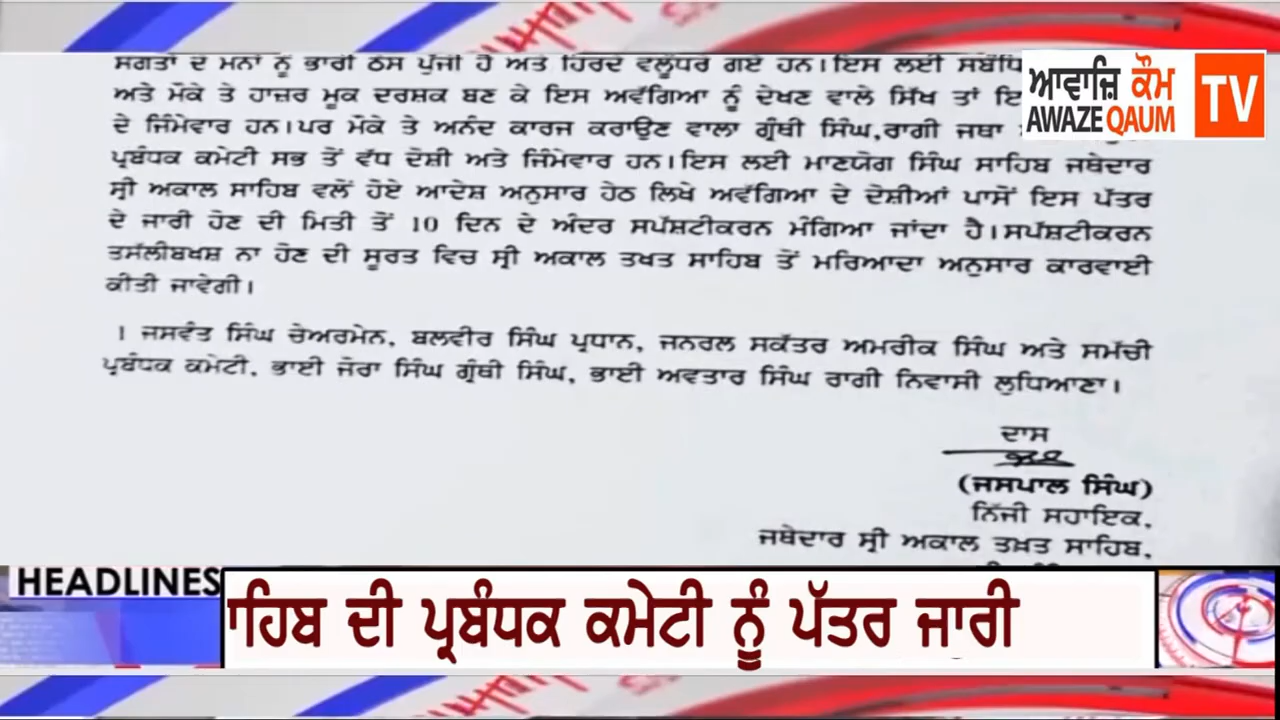 ਸੰਗਤਾਂ ਦੇ ਮਨਾਂ ਨੂੰ ਭਾਰੀ ਠੇਸ ਪੁੱਜੀ ਹੈ ਅਤੇ ਹਿਰਦੇ ਵਲੂੰਧਰੇ ਗਏ ਹਨ।ਇਸ ਲਈ
ਅਤੇ ਮੌਕੇ ਤੇ ਹਾਜ਼ਰ ਮੂਕ ਦਰਸ਼ਕ ਬਣ ਕੇ ਇਸ ਅਵੱਗਿਆ ਨੂੰ ਦੇਖਣ ਵਾਲੇ ਸਿੱਖ ਤਾਂ
ਦੇ ਜਿੰਮੇਵਾਰ ਹਨ।ਪਰ ਮੌਕੇ ਤੇ ਅਨੰਦ ਕਾਰਜ ਕਰਾਉਣ ਵਾਲਾ ਗ੍ਰੰਥੀ ਸਿੰਘ,ਰਾਗੀ ਜਥਾ
ਪ੍ਰਬੰਧਕ ਕਮੇਟੀ ਸਭ ਤੋਂ ਵੱਧ ਦੋਸ਼ੀ ਅਤੇ ਜਿੰਮੇਵਾਰ ਹਨ।ਇਸ ਲਈ ਮਾਣਯੋਗ ਸਿੰਘ ਸਾਹਿਬ ਜਥੇਦਾਰ
ਸ੍ਰੀ ਅਕਾਲ ਸਾਹਿਬ ਵਲੋਂ ਹੋਏ ਆਦੇਸ਼ ਅਨੁਸਾਰ ਹੇਠ ਲਿਖੇ ਅਵੱਗਿਆ ਦੇ ਦੋਸ਼ੀਆਂ ਪਾਸੋਂ ਇਸ ਪੱਤਰ
ਦੇ ਜਾਰੀ ਹੋਣ ਦੀ ਮਿਤੀ ਤੋਂ 10 ਦਿਨ ਦੇ ਅੰਦਰ ਸਪੱਸ਼ਟੀਕਰਨ ਮੰਗਿਆ ਜਾਂਦਾ ਹੈ।ਸਪੱਸ਼ਟੀਕਰਨ
ਤਸੱਲੀਬਖਸ਼ ਨਾ ਹੋਣ ਦੀ ਸੂਰਤ ਵਿਚ ਸ੍ਰੀ ਅਕਾਲ ਤਖਤ ਸਾਹਿਬ ਤੋਂ ਮਰਿਆਦਾ ਅਨੁਸਾਰ ਕਾਰਵਾਈ
ਕੀਤੀ ਜਾਵੇਗੀ।
। ਜਸਵੰਤ ਸਿੰਘ ਚੇਅਰਮੇਨ, ਬਲਵੀਰ ਸਿੰਘ ਪ੍ਰਧਾਨ, ਜਨਰਲ ਸਕੱਤਰ ਅਮਰੀਕ ਸਿੰਘ ਅਤੇ ਸਮੱਚੀ
ਪ੍ਰਬੰਧਕ ਕਮੇਟੀ, ਭਾਈ ਜੋਰਾ ਸਿੰਘ ਗ੍ਰੰਥੀ ਸਿੰਘ, ਭਾਈ ਅਵਤਾਰ ਸਿੰਘ ਰਾਗੀ ਨਿਵਾਸੀ ਲੁਧਿਆਣਾ।
ਦਾਸ
(ਜਸਪਾਲ ਸਿੰਘ)
ਨਿੱਜੀ ਸਹਾਇਕ,
ਜਥੇਦਾਰ ਸ੍ਰੀ ਅਕਾਲ ਤਖ਼ਤ ਸਾਹਿਬ,
ਆਵਾਜ਼ਿ ਕੌਮ
AWAZE QAUM
TV
HEADLINES
ਾਹਿਬ ਦੀ ਪ੍ਰਬੰਧਕ ਕਮੇਟੀ ਨੂੰ ਪੱਤਰ ਜਾਰੀ